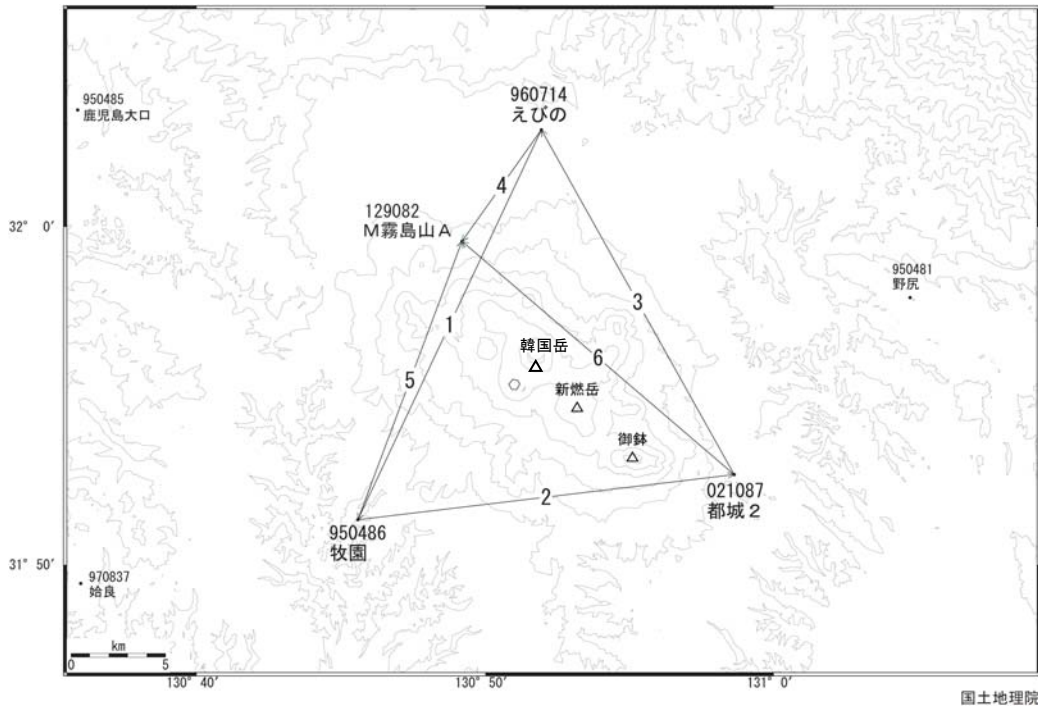 950485
鹿児島大口
960714
えびの
4
129082
M霧島山A
32° 0′
950481
野尻
3
1
韓国岳
6
5
新燃岳
御鉢
021087
都城2
2
950486
牧園
31° 50′
970837
姶良
km
0 5
130° 40′
130° 50′
131° 0′
国土地理院